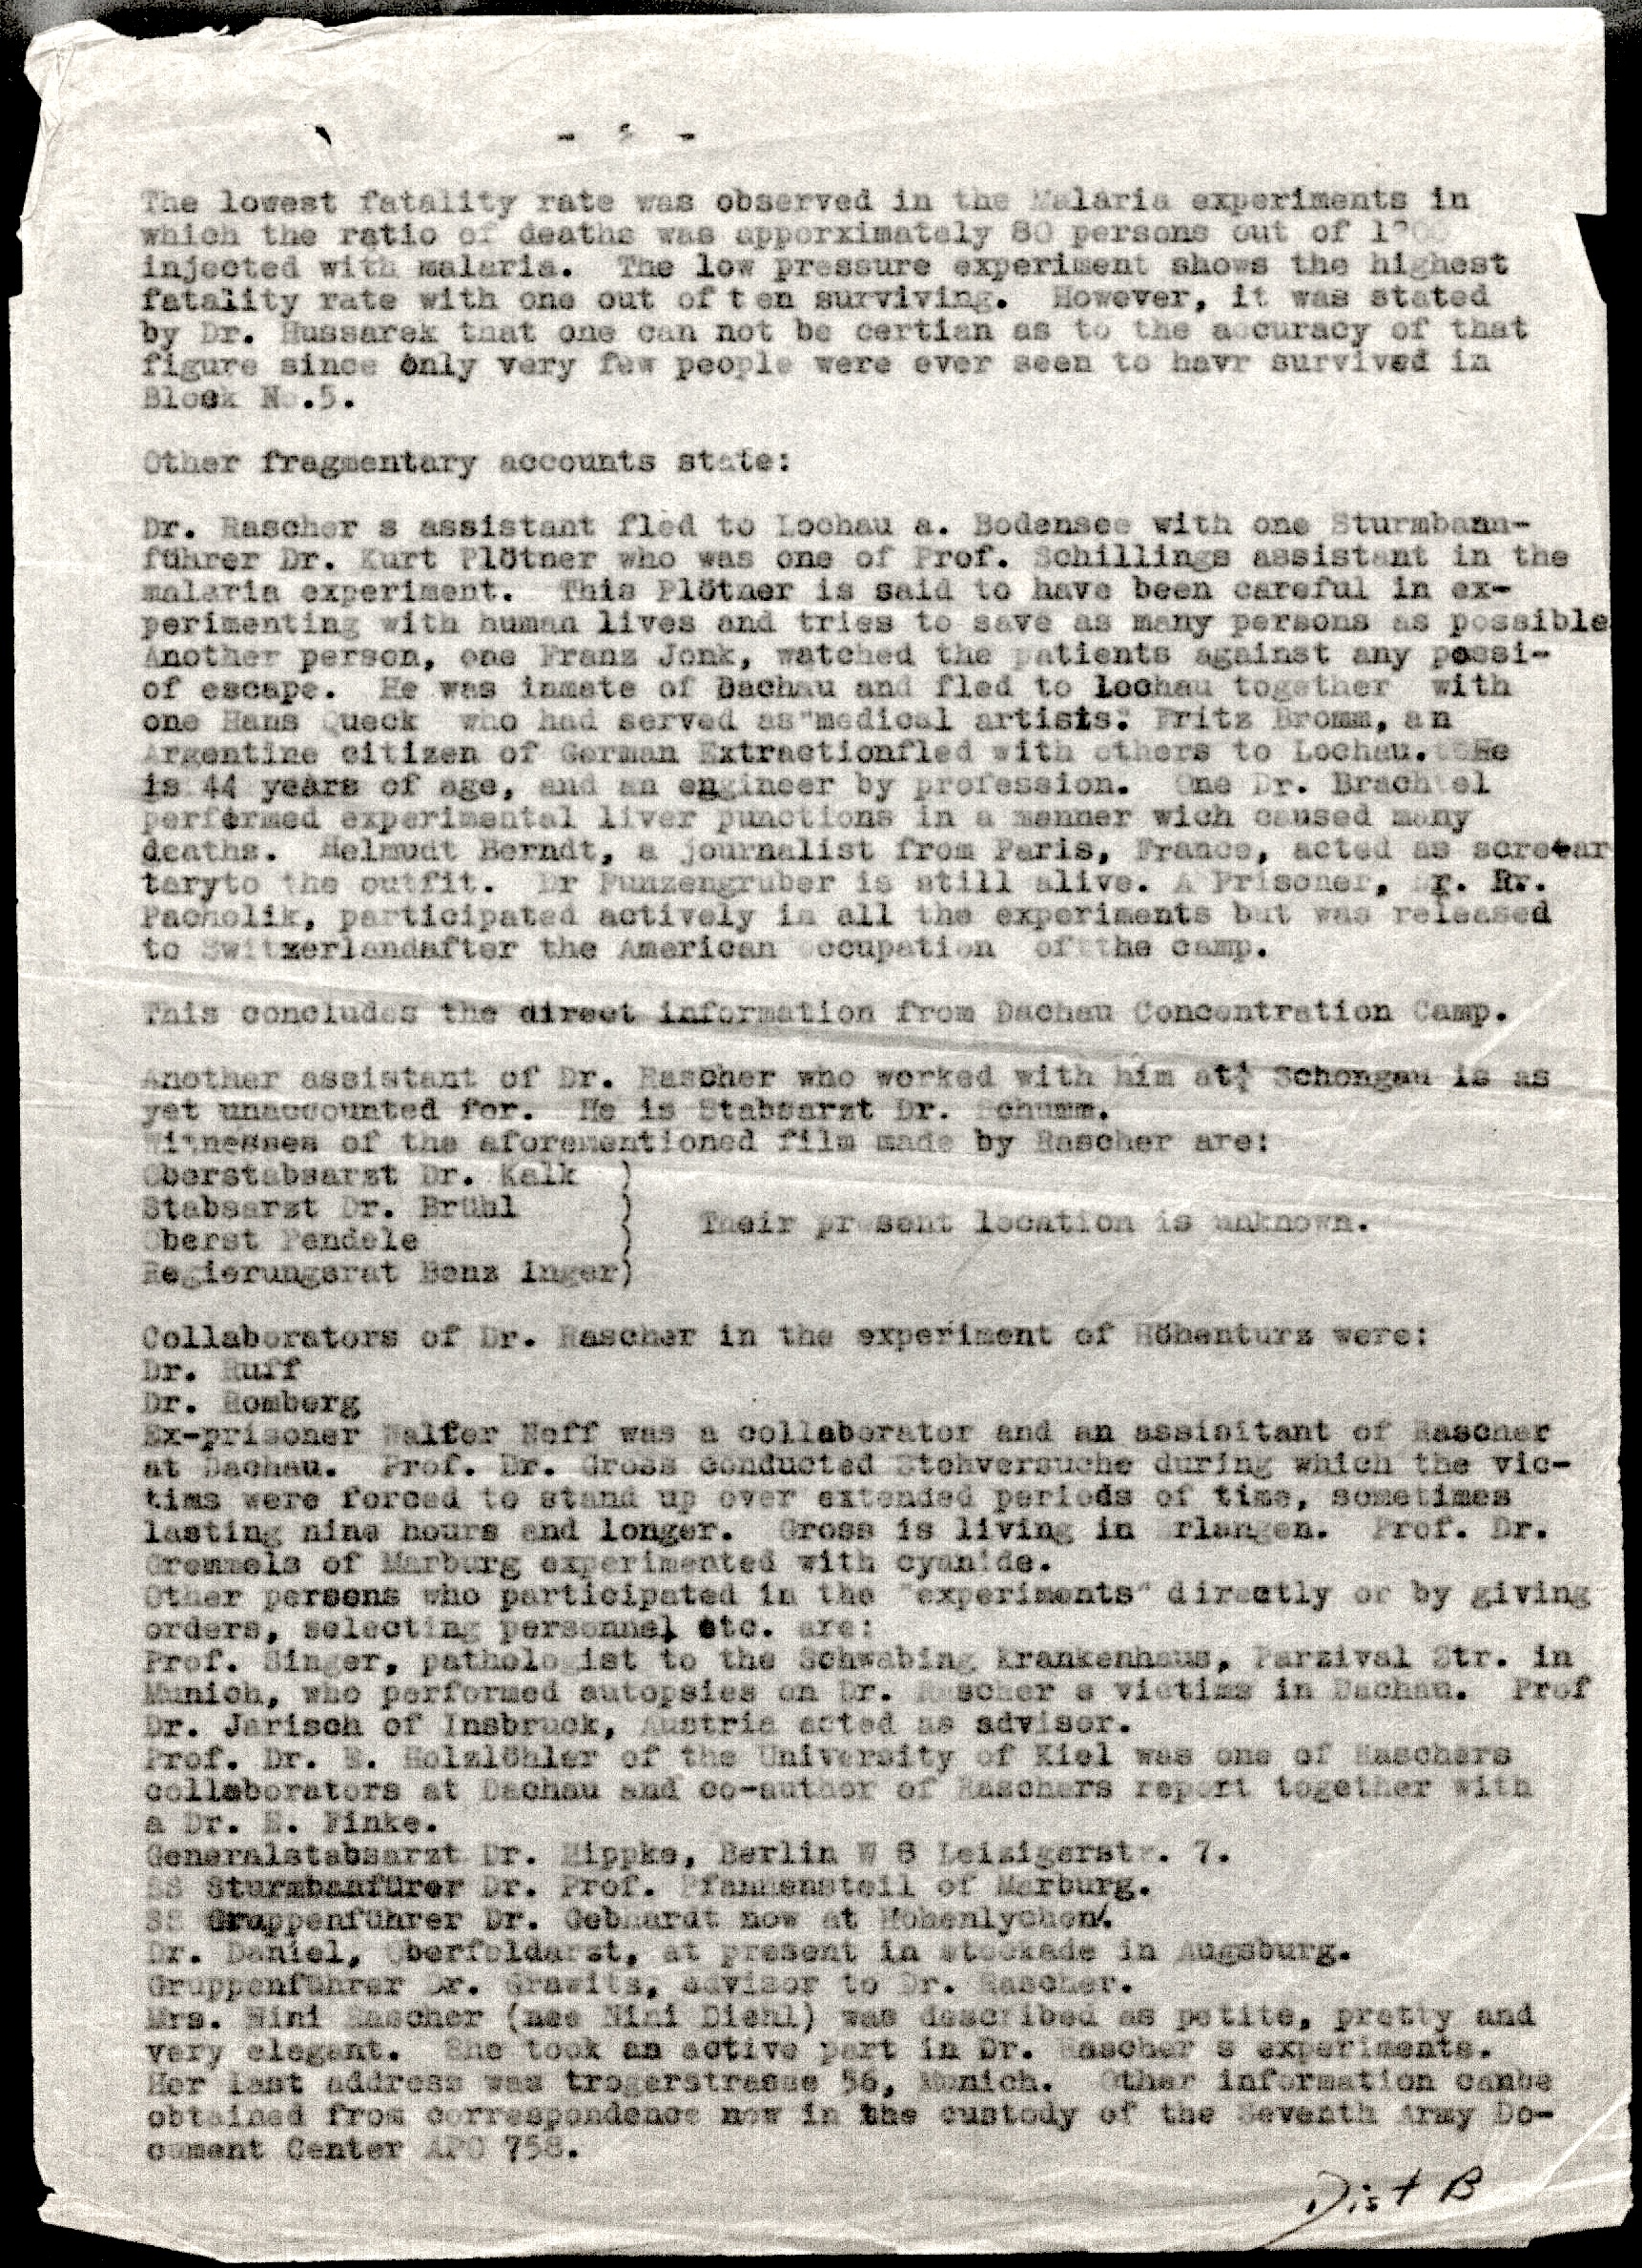 The lowest fatality rate was observed in the Malaria experiments in
which the ratio of deaths was apporximately 80 persons out of
injected with malaria. The low pressure experiment shows the highest
fatality rate with one out of t en surviving. However, it was stated
by Dr. Hussarek that one can not be certian as to the accuracy of that
figure since only very few people were ever seen to havr survived in
Block No.5.
Other fragmentary accounts state:
Dr. Rascher s assistant fled to Lochau a. Bodensee with one Sturmbann-
führer Dr. Kurt Plötner who was one of Prof. Schillings assistant in the
malaria experiment. This Plötner is said to have been careful in ex-
perimenting with human lives and tries to save as many persons as possible
Another person, one Franz Jonk, watched the patients against any possi-
of escape. He was inmate of Dachau and fled to Lochau together with
one Hans Queck who had served as"medical artists". Fritz Bromm, an
Argentine citizen of German Extractionfled with others to Lochau. He
is 44 years of age, and an engineer by profession. One Dr. Brachtel
performed experimental liver punctions in a menner wich caused many
deaths. Helmudt Berndt, a journalist from Paris, France, acted as scretar
taryto the outfit. Dr Punzengruber is still alive. A Prisoner, Dr. Rr.
Pacholik, participated actively in all the experiments but was released
to Switzerlandafter the American occupation of the camp.
This concludes the direct information from Dachau Concentration Camp.
Another assistant of Dr. Rascher who worked with him at Schongau is as
yet unaccounted for. He is Stabsarzt Dr. Schumm.
Witnesses of the aforementioned film made by Rascher are:
Oberstabsarzt Dr. Kalk )
Stabsarzt Dr. Brühl )
Their present location is unknown.
Oberst Pendele )
Regierungsrat Benz Inger)
Collaborators of Dr. Rascher in the experiment of Höhenturz were:
Dr. Ruff
Dr. Romberg
Ex-prisoner Walter Neff was a collaborator and an assisitant of Rascher
at Dachau. Prof. Dr. Gross conducted Stehversuche during which the vic-
tims were forced to stand up over extended periods of time, sometimes
lasting nine hours and longer. Gross is living in Erlangen. Prof. Dr.
Gremmels of Marburg experimented with cyanide.
Other persons who participated in the "experiments" directly or by giving
orders, selecting personnel etc. are:
Prof. Singer, pathologist to the Schwabing Krankenhaus, Parzival Str. in
Munich, who performed autopsies on Dr. Rascher s victims in Dachau. Prof
Dr. Jarisch of Insbruck, Austria acted as advisor.
Prof. Dr. E. Holzlöhler of the University of Kiel was one of Raschers
collaborators at Dachau and co-author of Raschers report together with
a Dr. E. Finke.
Generalstabsarzt Dr. Hippke, Berlin W 8 Leizigerstr. 7.
SS Sturmbanfürer Dr. Prof. Pfannensteil of Marburg.
SS Gruppenführer Dr. Gebhardt now at Hohenlychen.
Dr. Daniel, Oberfeldarzt, at present in stockade in Augsburg.
Gruppenführer Dr. Grawits, advisor to Dr. Rascher.
Mrs. Nini Rascher (nee Nini Diehl) was described as petite, pretty and
very elegant. She took an active part in Dr. Rascher s experiments.
Her last address was trogerstrasse 56, Munich. Other information canbe
obtained from correspondence now in the custody of the Seventh Army Do-
cument Center APO 758.
Dist B